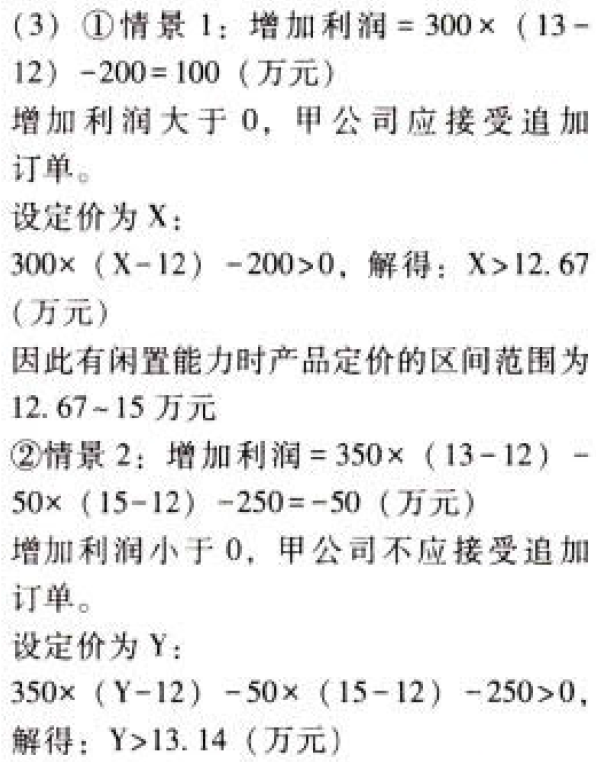 (3) ①情景 1：增加利润 = 300×（13-
12）-200=100（万元）
增加利润大于 0，甲公司应接受追加
订单。
设定价为 X：
300×（X-12）-200>0，解得：X>12.67
（万元）
因此有闲置能力时产品定价的区间范围为
12.67~15 万元
②情景 2：增加利润 = 350×（13-12）-
50×（15-12）-250=-50（万元）
增加利润小于 0，甲公司不应接受追加
订单。
设定价为 Y：
350×（Y-12）-50×（15-12）-250>0，
解得：Y>13.14（万元）